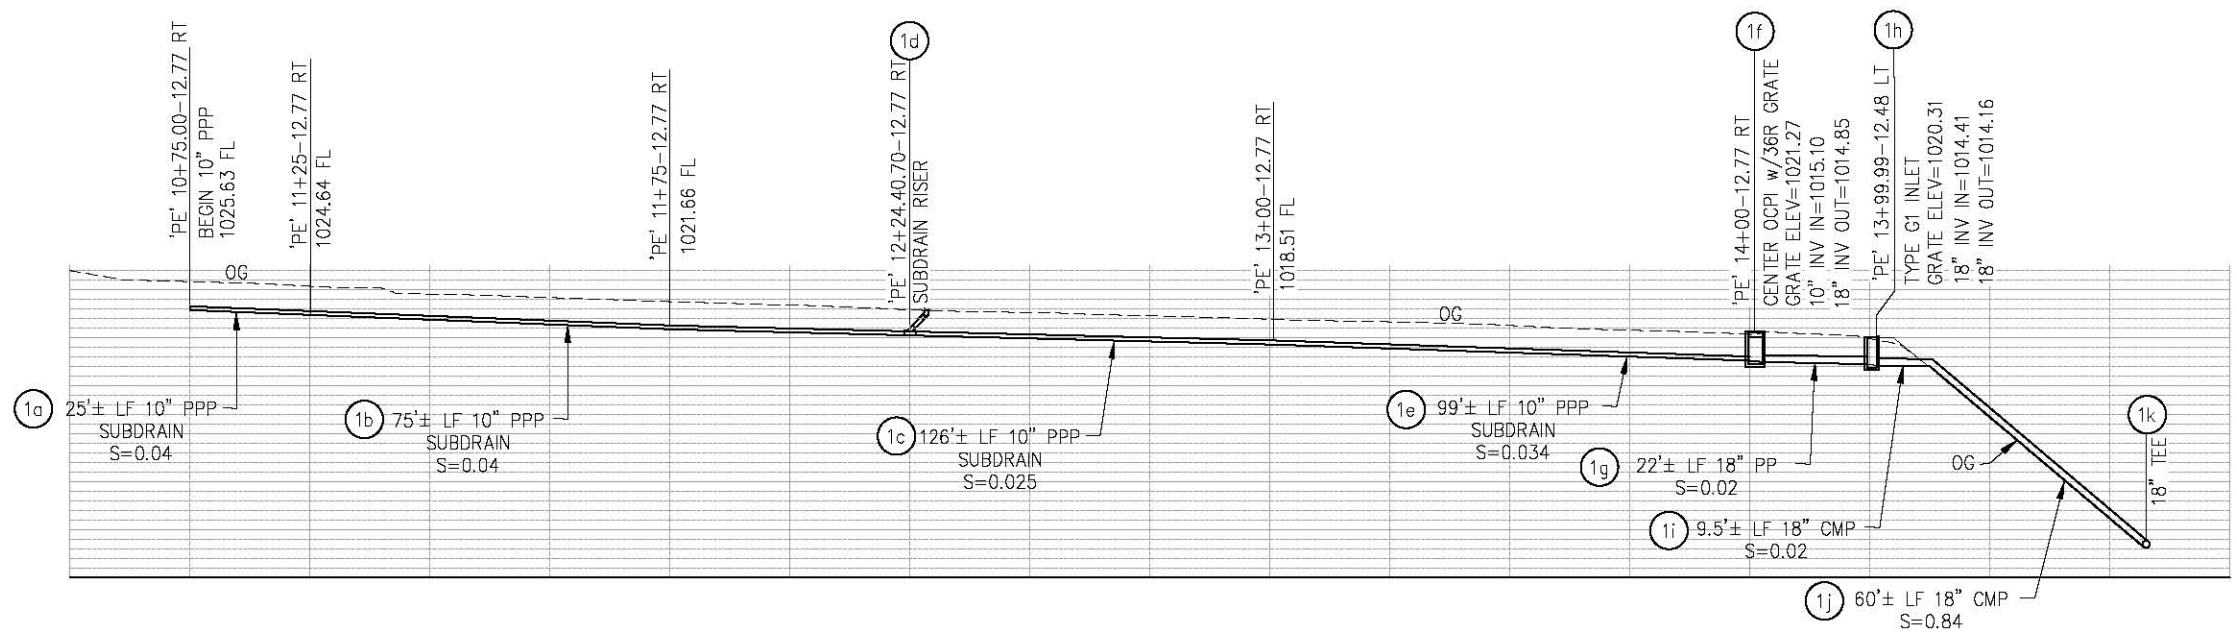 'PE' 10+75.00-12.77 RT
BEGIN 10" PPP
1025.63 FL
'PE' 11+25-12.77 RT
1024.64 FL
'PE' 11+75-12.77 RT
1021.66 FL
1d
'PE' 12+24.40.70-12.77 RT
SUBDRAIN RISER
'PE' 13+00-12.77 RT
1018.51 FL
1f
'PE' 14+00-12.77 RT
CENTER OCPI w/36R GRATE
GRATE ELEV=1021.27
10" INV IN=1015.10
18" INV OUT=1014.85
1h
'PE' 13+99.99-12.48 LT
TYPE G1 INLET
GRATE ELEV=1020.31
18" INV IN=1014.41
18" INV OUT=1014.16
OG
OG
1a 25'± LF 10" PPP
SUBDRAIN
S=0.04
1b 75'± LF 10" PPP
SUBDRAIN
S=0.04
1c 126'± LF 10" PPP
SUBDRAIN
S=0.025
1e 99'± LF 10" PPP
SUBDRAIN
S=0.034
1g 22'± LF 18" PP
S=0.02
1i 9.5'± LF 18" CMP
S=0.02
OG
1k
18" TEE
1j 60'± LF 18" CMP
S=0.84